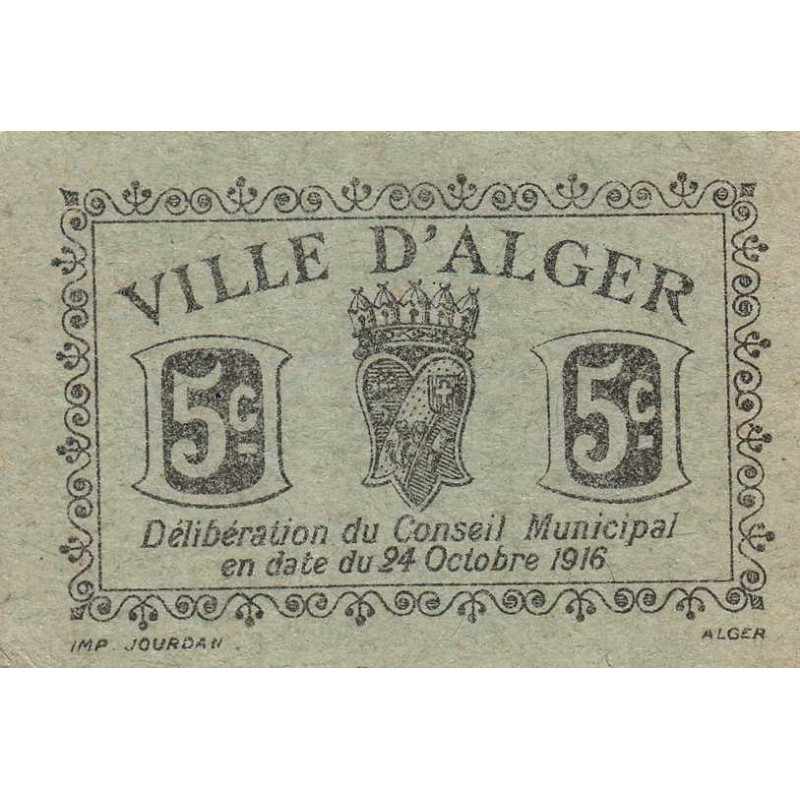 VILLE D'ALGER
5c. 5c.
Délibération du Conseil Municipal
en date du 24 Octobre 1916
IMP. JOURDAN. ALGER